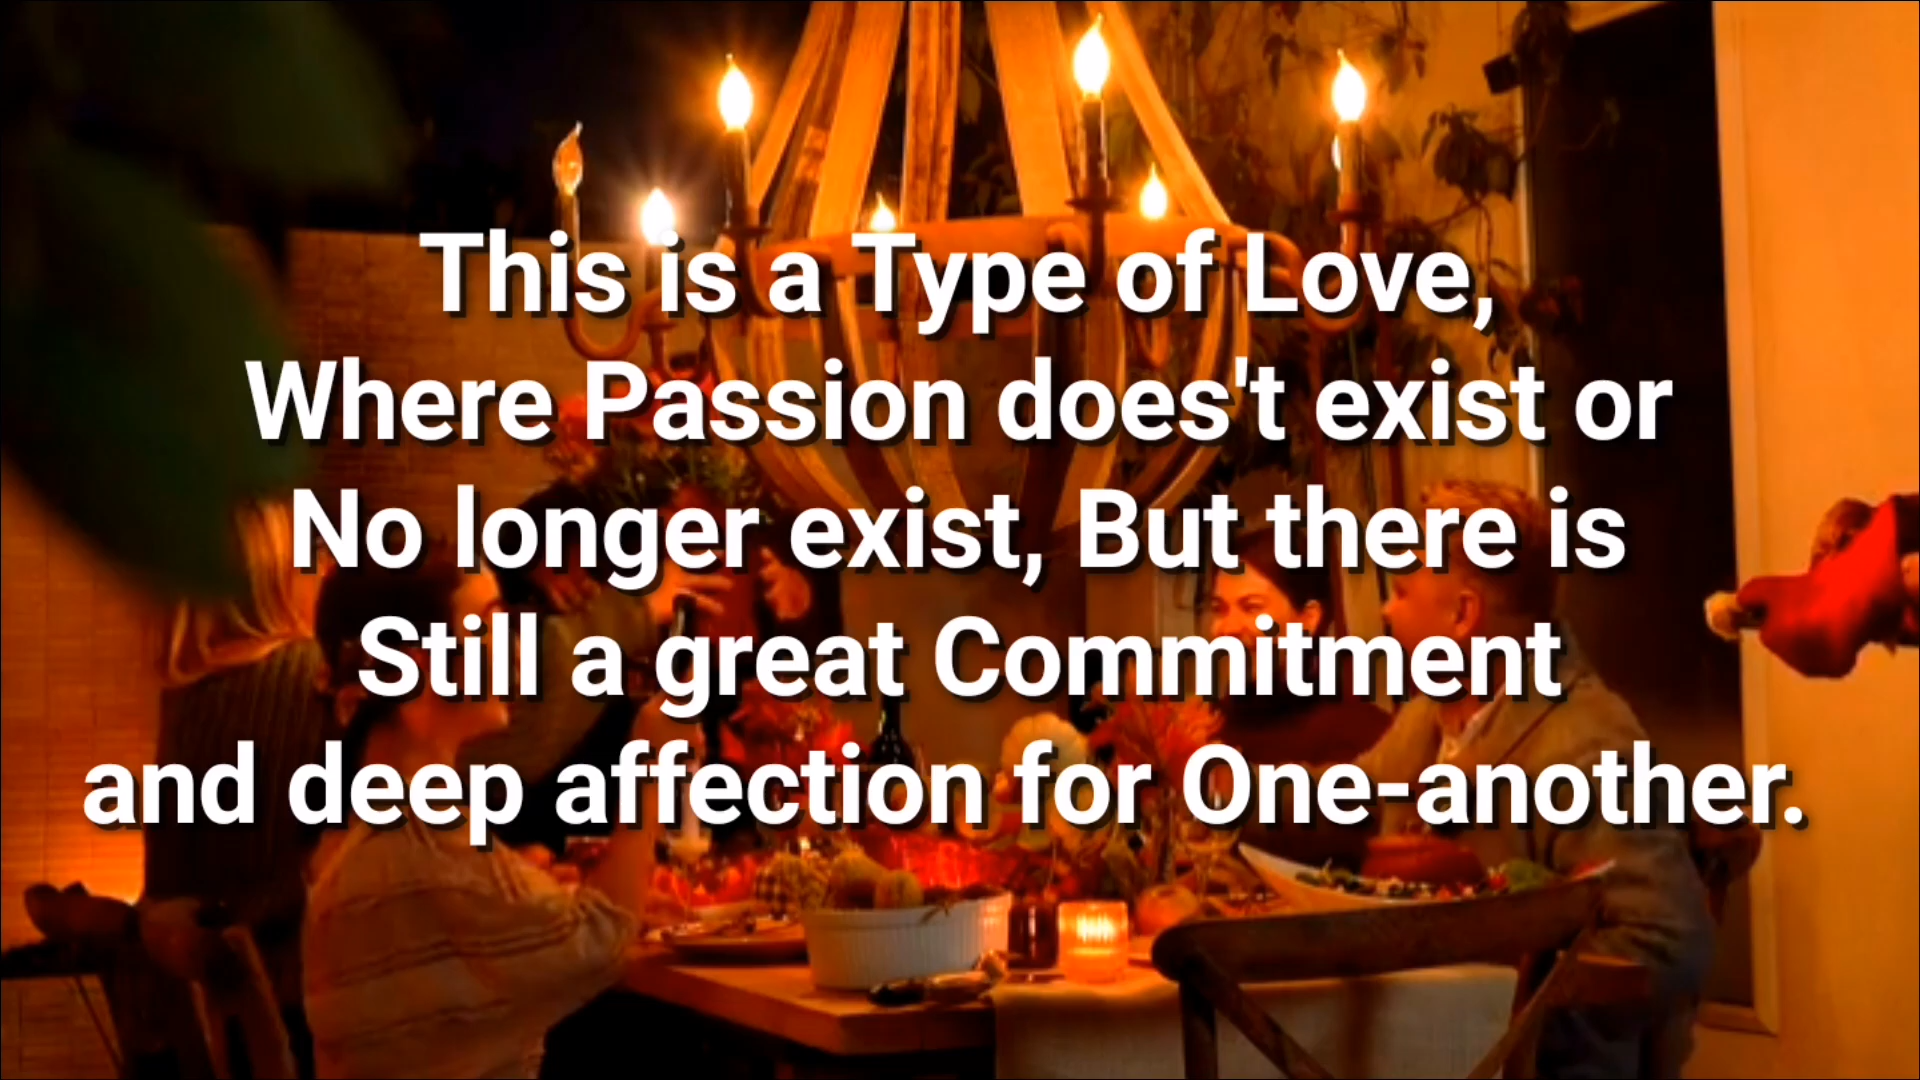 This is a Type of Love,
Where Passion does't exist or
No longer exist, But there is
Still a great Commitment
and deep affection for One-another.